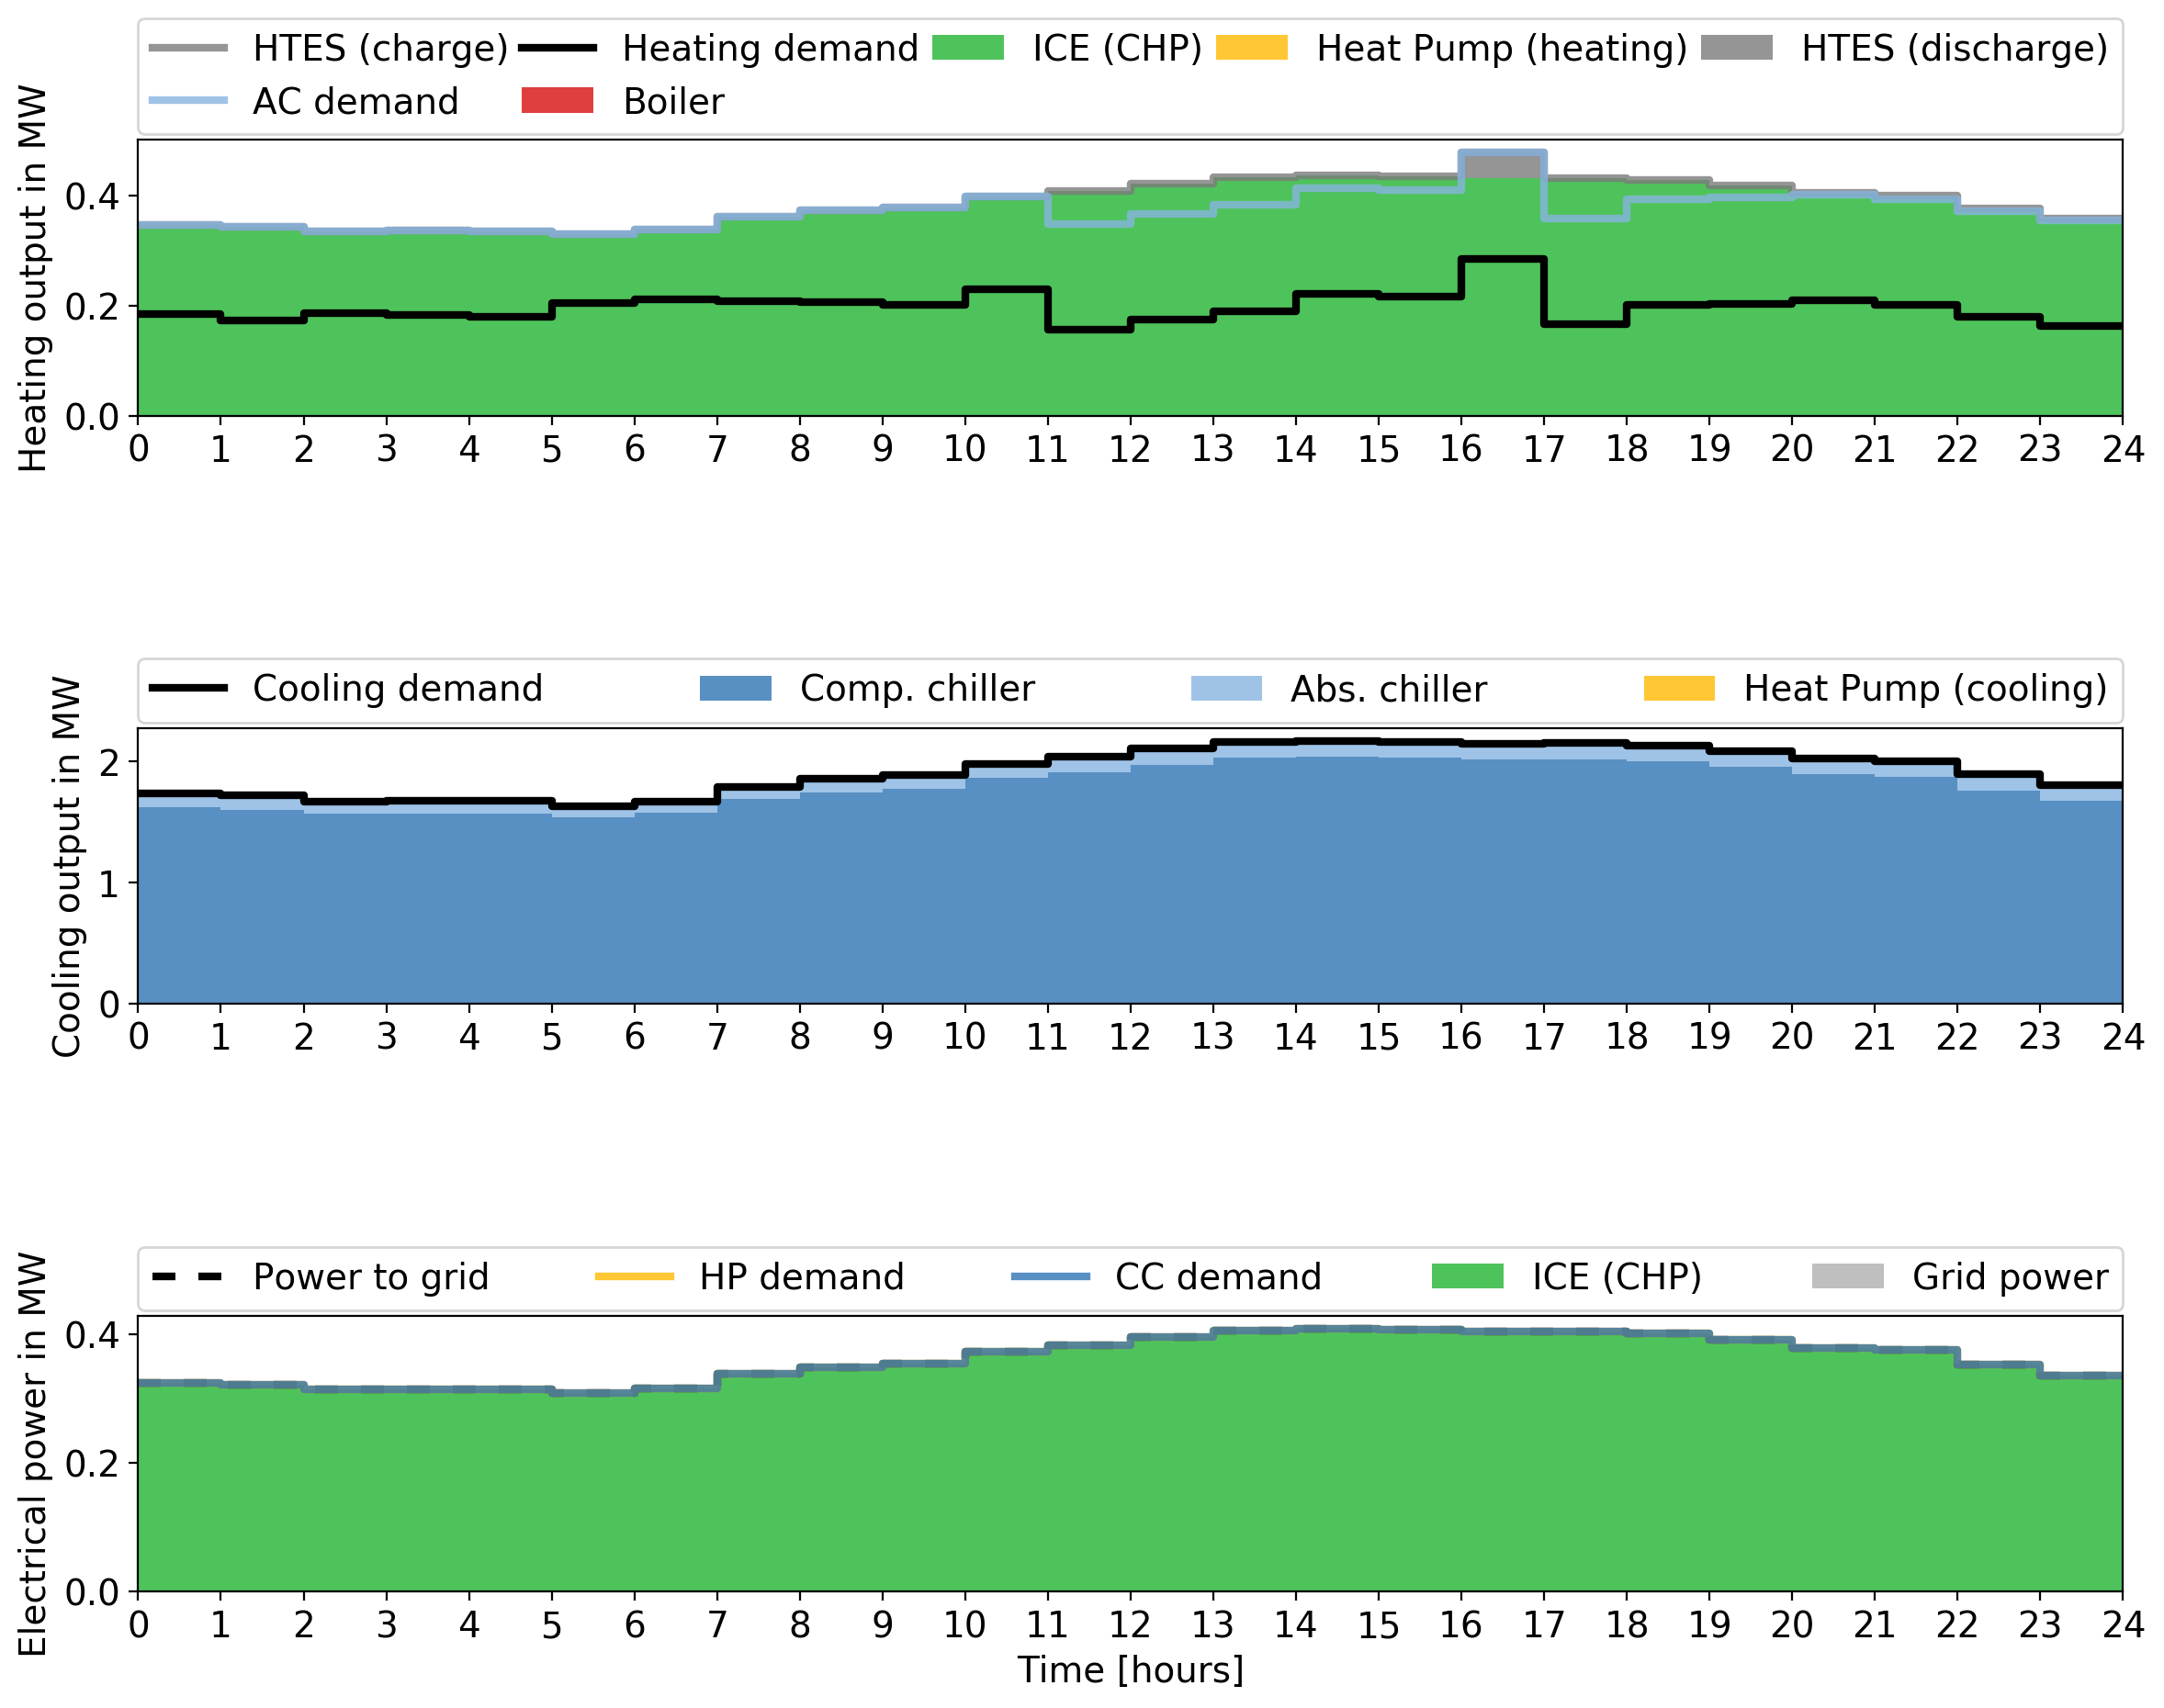 HTES (charge) Heating demand ICE (CHP) Heat Pump (heating) HTES (discharge)
AC demand Boiler
Heating output in MW
0.4
0.2
0.0
0 1 2 3 4 5 6 7 8 9 10 11 12 13 14 15 16 17 18 19 20 21 22 23 24
Cooling demand Comp. chiller Abs. chiller Heat Pump (cooling)
Cooling output in MW
2
1
0
0 1 2 3 4 5 6 7 8 9 10 11 12 13 14 15 16 17 18 19 20 21 22 23 24
Power to grid HP demand CC demand ICE (CHP) Grid power
Electrical power in MW
0.4
0.2
0.0
0 1 2 3 4 5 6 7 8 9 10 11 12 13 14 15 16 17 18 19 20 21 22 23 24
Time [hours]